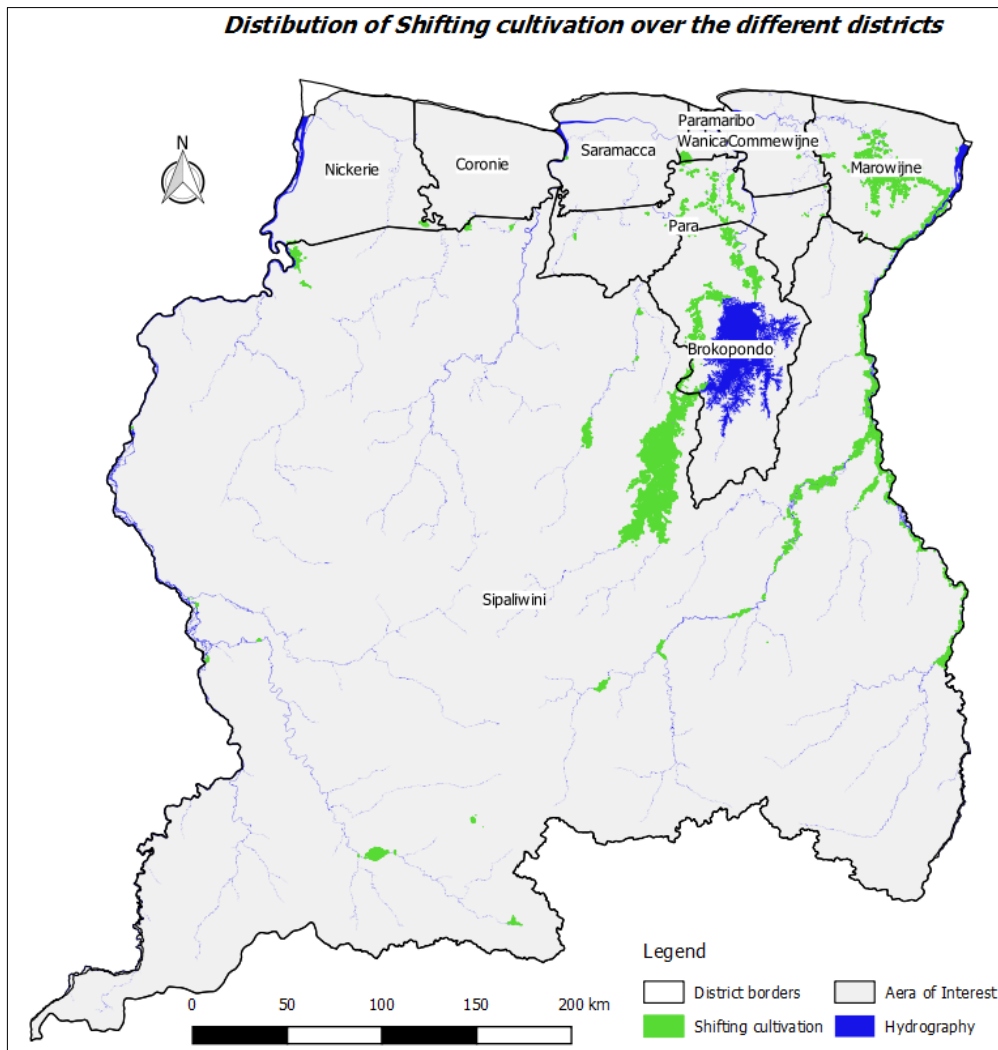 Distibution of Shifting cultivation over the different districts
N
Paramaribo
WanicaCommewijne
Saramacca
Coronie
Nickerie
Marowijne
Para
Brokopondo
Sipaliwini
Legend
District borders
Aera of Interest
Shifting cultivation
Hydrography
0 50 100 150 200 km